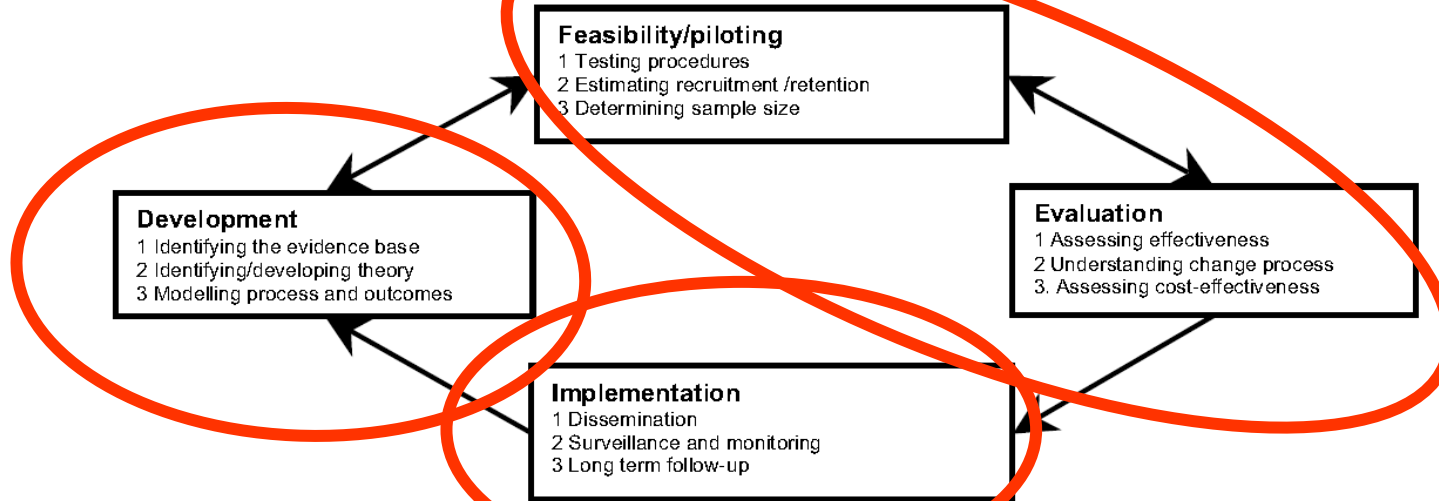 Feasibility/piloting
1 Testing procedures
2 Estimating recruitment /retention
3 Determining sample size
Development
1 Identifying the evidence base
2 Identifying/developing theory
3 Modelling process and outcomes
Evaluation
1 Assessing effectiveness
2 Understanding change process
3. Assessing cost-effectiveness
Implementation
1 Dissemination
2 Surveillance and monitoring
3 Long term follow-up